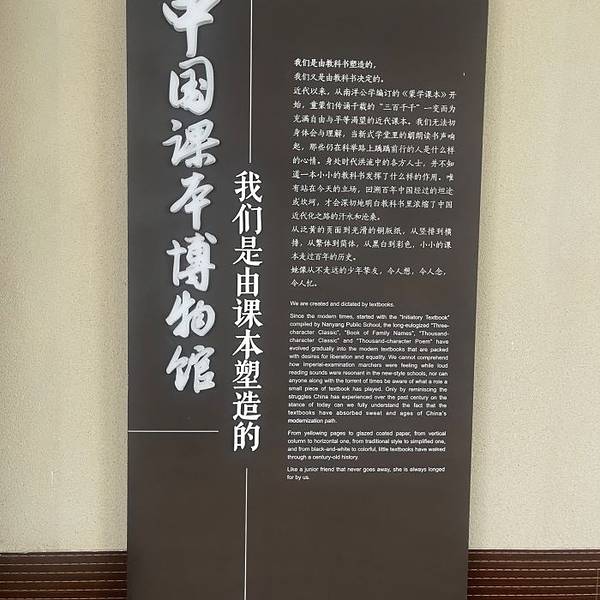 中国课本博物馆
我们是由课本塑造的
我们是由教科书塑造的，
我们又是由教科书决定的。
近代以来，从南洋公学编订的《蒙学课本》开
始，童蒙们传诵千载的“三百千千”一变而为
充满自由与平等渴望的近代课本。我们无法切
身体会与理解，当新式学堂里的朗朗读书声响
起，那些仍在科举路上踽踽前行的人是什么样
的心情。身处时代洪流中的各方人士，并不知
道一本小小的教科书发挥了什么样的作用。唯
有站在今天的立场，回溯百年中国经过的坦途
或坎坷，才会深切地明白教科书里浓缩了中国
近代化之路的汗水和沧桑。
从泛黄的页面到光滑的铜版纸，从竖排到横
排，从繁体到简体，从黑白到彩色，小小的课
本走过百年的历史。
她像从不走远的少年挚友，令人想，令人念，
令人忆。
We are created and dictated by textbooks.
Since the modern times, started with the "Initiatory Textbook"
compiled by Nanyang Public School, the long-eulogized "Three-
character Classic", "Book of Family Names", "Thousand-
character Classic" and "Thousand-character Poem" have
evolved gradually into the modern textbooks that are packed
with desires for liberation and equality. We cannot comprehend
how Imperial-examination marchers were feeling while loud
reading sounds were resonant in the new-style schools, nor can
anyone along with the torrent of times be aware of what a role a
small piece of textbook has played. Only by reminiscing the
struggles China has experienced over the past century on the
stance of today can we fully understand the fact that the
textbooks have absorbed sweat and ages of China's
modernization path.
From yellowing pages to glazed coated paper, from vertical
column to horizontal one, from traditional style to simplified one,
and from black-and-white to colorful, little textbooks have walked
through a century-old history.
Like a junior friend that never goes away, she is always longed
for by us.